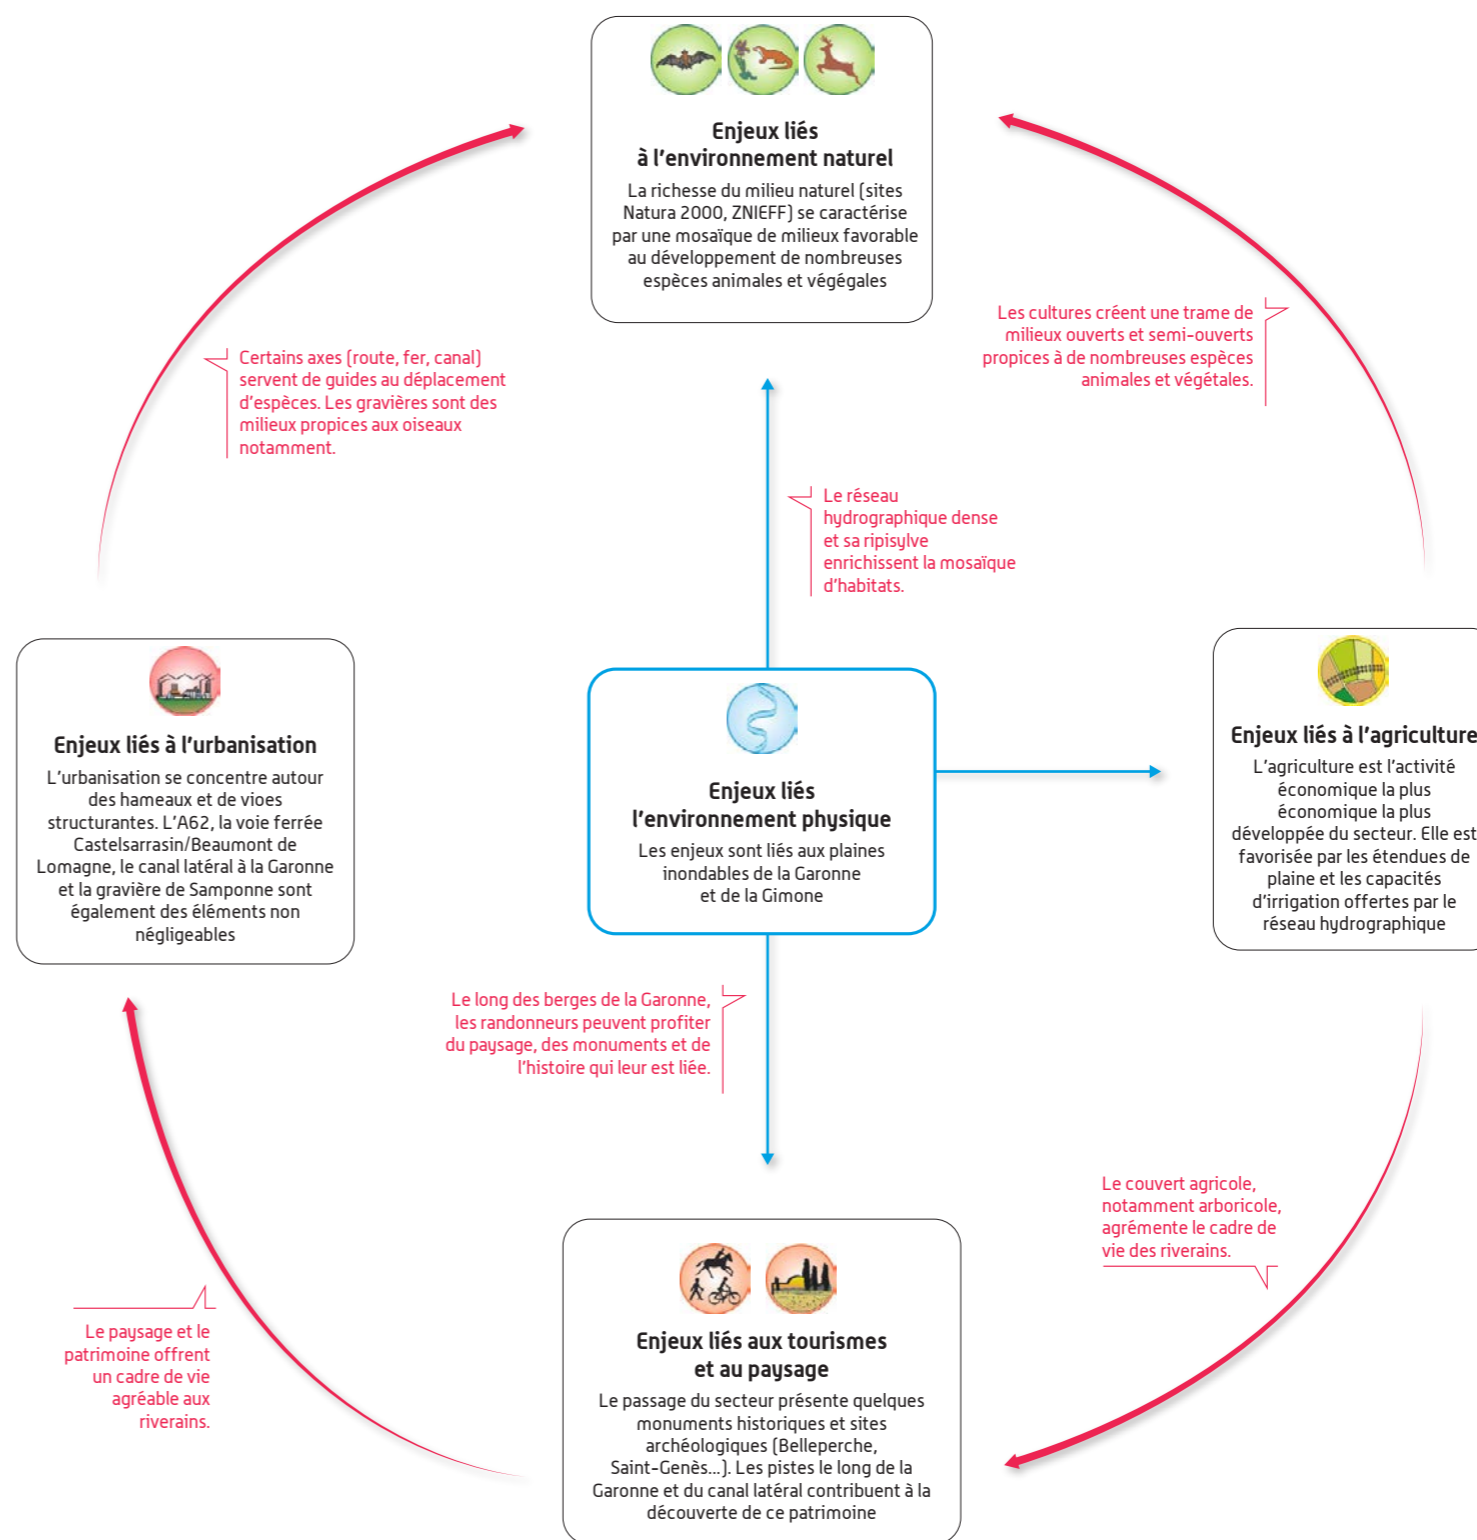 Enjeux liés
à l'environnement naturel
La richesse du milieu naturel (sites
Natura 2000, ZNIEFF) se caractérise
par une mosaïque de milieux favorable
au développement de nombreuses
espèces animales et végégales
Certains axes (route, fer, canal)
servent de guides au déplacement
d'espèces. Les gravières sont des
milieux propices aux oiseaux
notamment.
Les cultures créent une trame de
milieux ouverts et semi-ouverts
propices à de nombreuses espèces
animales et végétales.
Le réseau
hydrographique dense
et sa ripisylve
enrichissent la mosaïque
d'habitats.
Enjeux liés à l'urbanisation
L'urbanisation se concentre autour
des hameaux et de vioes
structurantes. L'A62, la voie ferrée
Castelsarrasin/Beaumont de
Lomagne, le canal latéral à la Garonne
et la gravière de Samponne sont
également des éléments non
négligeables
Enjeux liés
l'environnement physique
Les enjeux sont liés aux plaines
inondables de la Garonne
et de la Gimone
Enjeux liés à l'agriculture
L'agriculture est l'activité
économique la plus
économique la plus
développée du secteur. Elle est
favorisée par les étendues de
plaine et les capacités
d'irrigation offertes par le
réseau hydrographique
Le long des berges de la Garonne,
les randonneurs peuvent profiter
du paysage, des monuments et de
l'histoire qui leur est liée.
Le couvert agricole,
notamment arboricole,
agrémente le cadre de
vie des riverains.
Le paysage et le
patrimoine offrent
un cadre de vie
agréable aux
riverains.
Enjeux liés aux tourismes
et au paysage
Le passage du secteur présente quelques
monuments historiques et sites
archéologiques (Belleperche,
Saint-Genès...). Les pistes le long de la
Garonne et du canal latéral contribuent à la
découverte de ce patrimoine